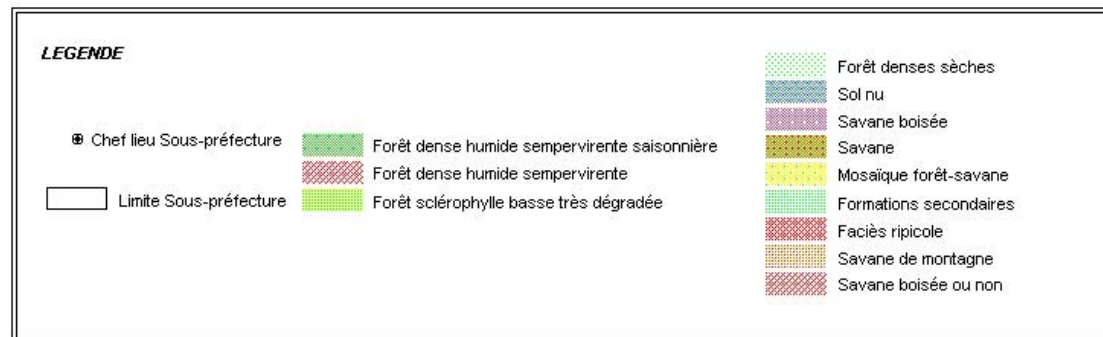 LEGENDE
Chef lieu Sous-préfecture
Limite Sous-préfecture
Forêt dense humide sempervirente saisonnière
Forêt dense humide sempervirente
Forêt sclérophylle basse très dégradée
Forêt denses sèches
Sol nu
Savane boisée
Savane
Mosaïque forêt-savane
Formations secondaires
Faciès ripicole
Savane de montagne
Savane boisée ou non